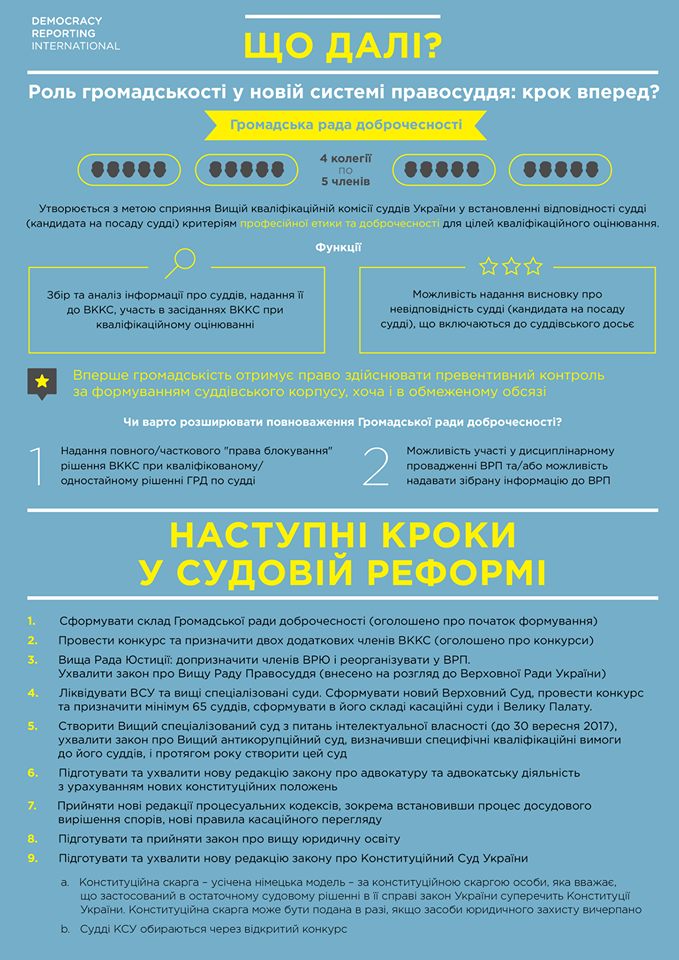 DEMOCRACY
REPORTING
INTERNATIONAL
ЩО ДАЛІ?
Роль громадськості у новій системі правосуддя: крок вперед?
Громадська рада доброчесності
4 колегії
по
5 членів
Утворюється з метою сприяння Вищій кваліфікаційній комісії суддів України у встановленні відповідності судді
(кандидата на посаду судді) критеріям професійної етики та доброчесності для цілей кваліфікаційного оцінювання.
Функції
Збір та аналіз інформації про суддів, надання її
до ВККС, участь в засіданнях ВККС при
кваліфікаційному оцінюванні
Можливість надання висновку про
невідповідність судді (кандидата на посаду
судді), що включаються до суддівського досьє
Вперше громадськість отримує право здійснювати превентивний контроль
за формуванням суддівського корпусу, хоча і в обмеженому обсязі
Чи варто розширювати повноваження Громадської ради доброчесності?
1
Надання повного/часткового "права блокування"
рішення ВККС при кваліфікованому/
одностайному рішенні ГРД по судді
2
Можливість участі у дисциплінарному
провадженні ВРП та/або можливість
надавати зібрану інформацію до ВРП
НАСТУПНІ КРОКИ
У СУДОВІЙ РЕФОРМІ
1. Сформувати склад Громадської ради доброчесності (оголошено про початок формування)
2. Провести конкурс та призначити двох додаткових членів ВККС (оголошено про конкурси)
3. Вища Рада Юстиції: допризначити членів ВРЮ і реорганізувати у ВРП.
Ухвалити закон про Вищу Раду Правосуддя (внесено на розгляд до Верховної Ради України)
4. Ліквідувати ВСУ та вищі спеціалізовані суди. Сформувати новий Верховний Суд, провести конкурс
та призначити мінімум 65 суддів, сформувати в його складі касаційні суди і Велику Палату.
5. Створити Вищий спеціалізований суд з питань інтелектуальної власності (до 30 вересня 2017),
ухвалити закон про Вищий антикорупційний суд, визначивши специфічні кваліфікаційні вимоги
до його суддів, і протягом року створити цей суд
6. Підготувати та ухвалити нову редакцію закону про адвокатуру та адвокатську діяльність
з урахуванням нових конституційних положень
7. Прийняти нові редакції процесуальних кодексів, зокрема встановивши процес досудового
вирішення спорів, нові правила касаційного перегляду
8. Підготувати та прийняти закон про вищу юридичну освіту
9. Підготувати та ухвалити нову редакцію закону про Конституційний Суд України
a. Конституційна скарга – усічена німецька модель – за конституційною скаргою особи, яка вважає,
що застосований в остаточному судовому рішенні в її справі закон України суперечить Конституції
України. Конституційна скарга може бути подана в разі, якщо засоби юридичного захисту вичерпано
b. Судді КСУ обираються через відкритий конкурс